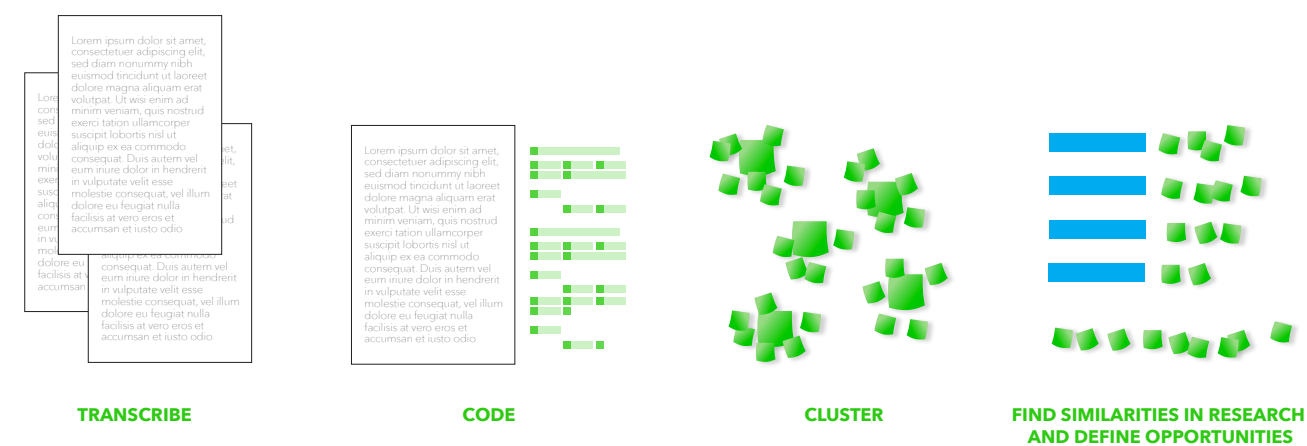 Lorem ipsum dolor sit amet,
consectetuer adipiscing elit,
sed diam nonummy nibh
euismod tincidunt ut laoreet
dolore magna aliquam erat
volutpat. Ut wisi enim ad
minim veniam, quis nostrud
exerci tation ullamcorper
suscipit lobortis nisl ut
aliquip ex ea commodo
consequat. Duis autem vel
eum iriure dolor in hendrerit
in vulputate velit esse
molestie consequat, vel illum
dolore eu feugiat nulla
facilisis at vero eros et
accumsan et iusto odio
dolore eu
facilisis at
accumsan
aliquip ex ea commodo
consequat. Duis autem vel
eum iriure dolor in hendrerit
in vulputate velit esse
molestie consequat, vel illum
dolore eu feugiat nulla
facilisis at vero eros et
accumsan et iusto odio
TRANSCRIBE
Lorem ipsum dolor sit amet,
consectetuer adipiscing elit,
sed diam nonummy nibh
euismod tincidunt ut laoreet
dolore magna aliquam erat
volutpat. Ut wisi enim ad
minim veniam, quis nostrud
exerci tation ullamcorper
suscipit lobortis nisl ut
aliquip ex ea commodo
consequat. Duis autem vel
eum iriure dolor in hendrerit
in vulputate velit esse
molestie consequat, vel illum
dolore eu feugiat nulla
facilisis at vero eros et
accumsan et iusto odio
CODE
CLUSTER
FIND SIMILARITIES IN RESEARCH
AND DEFINE OPPORTUNITIES